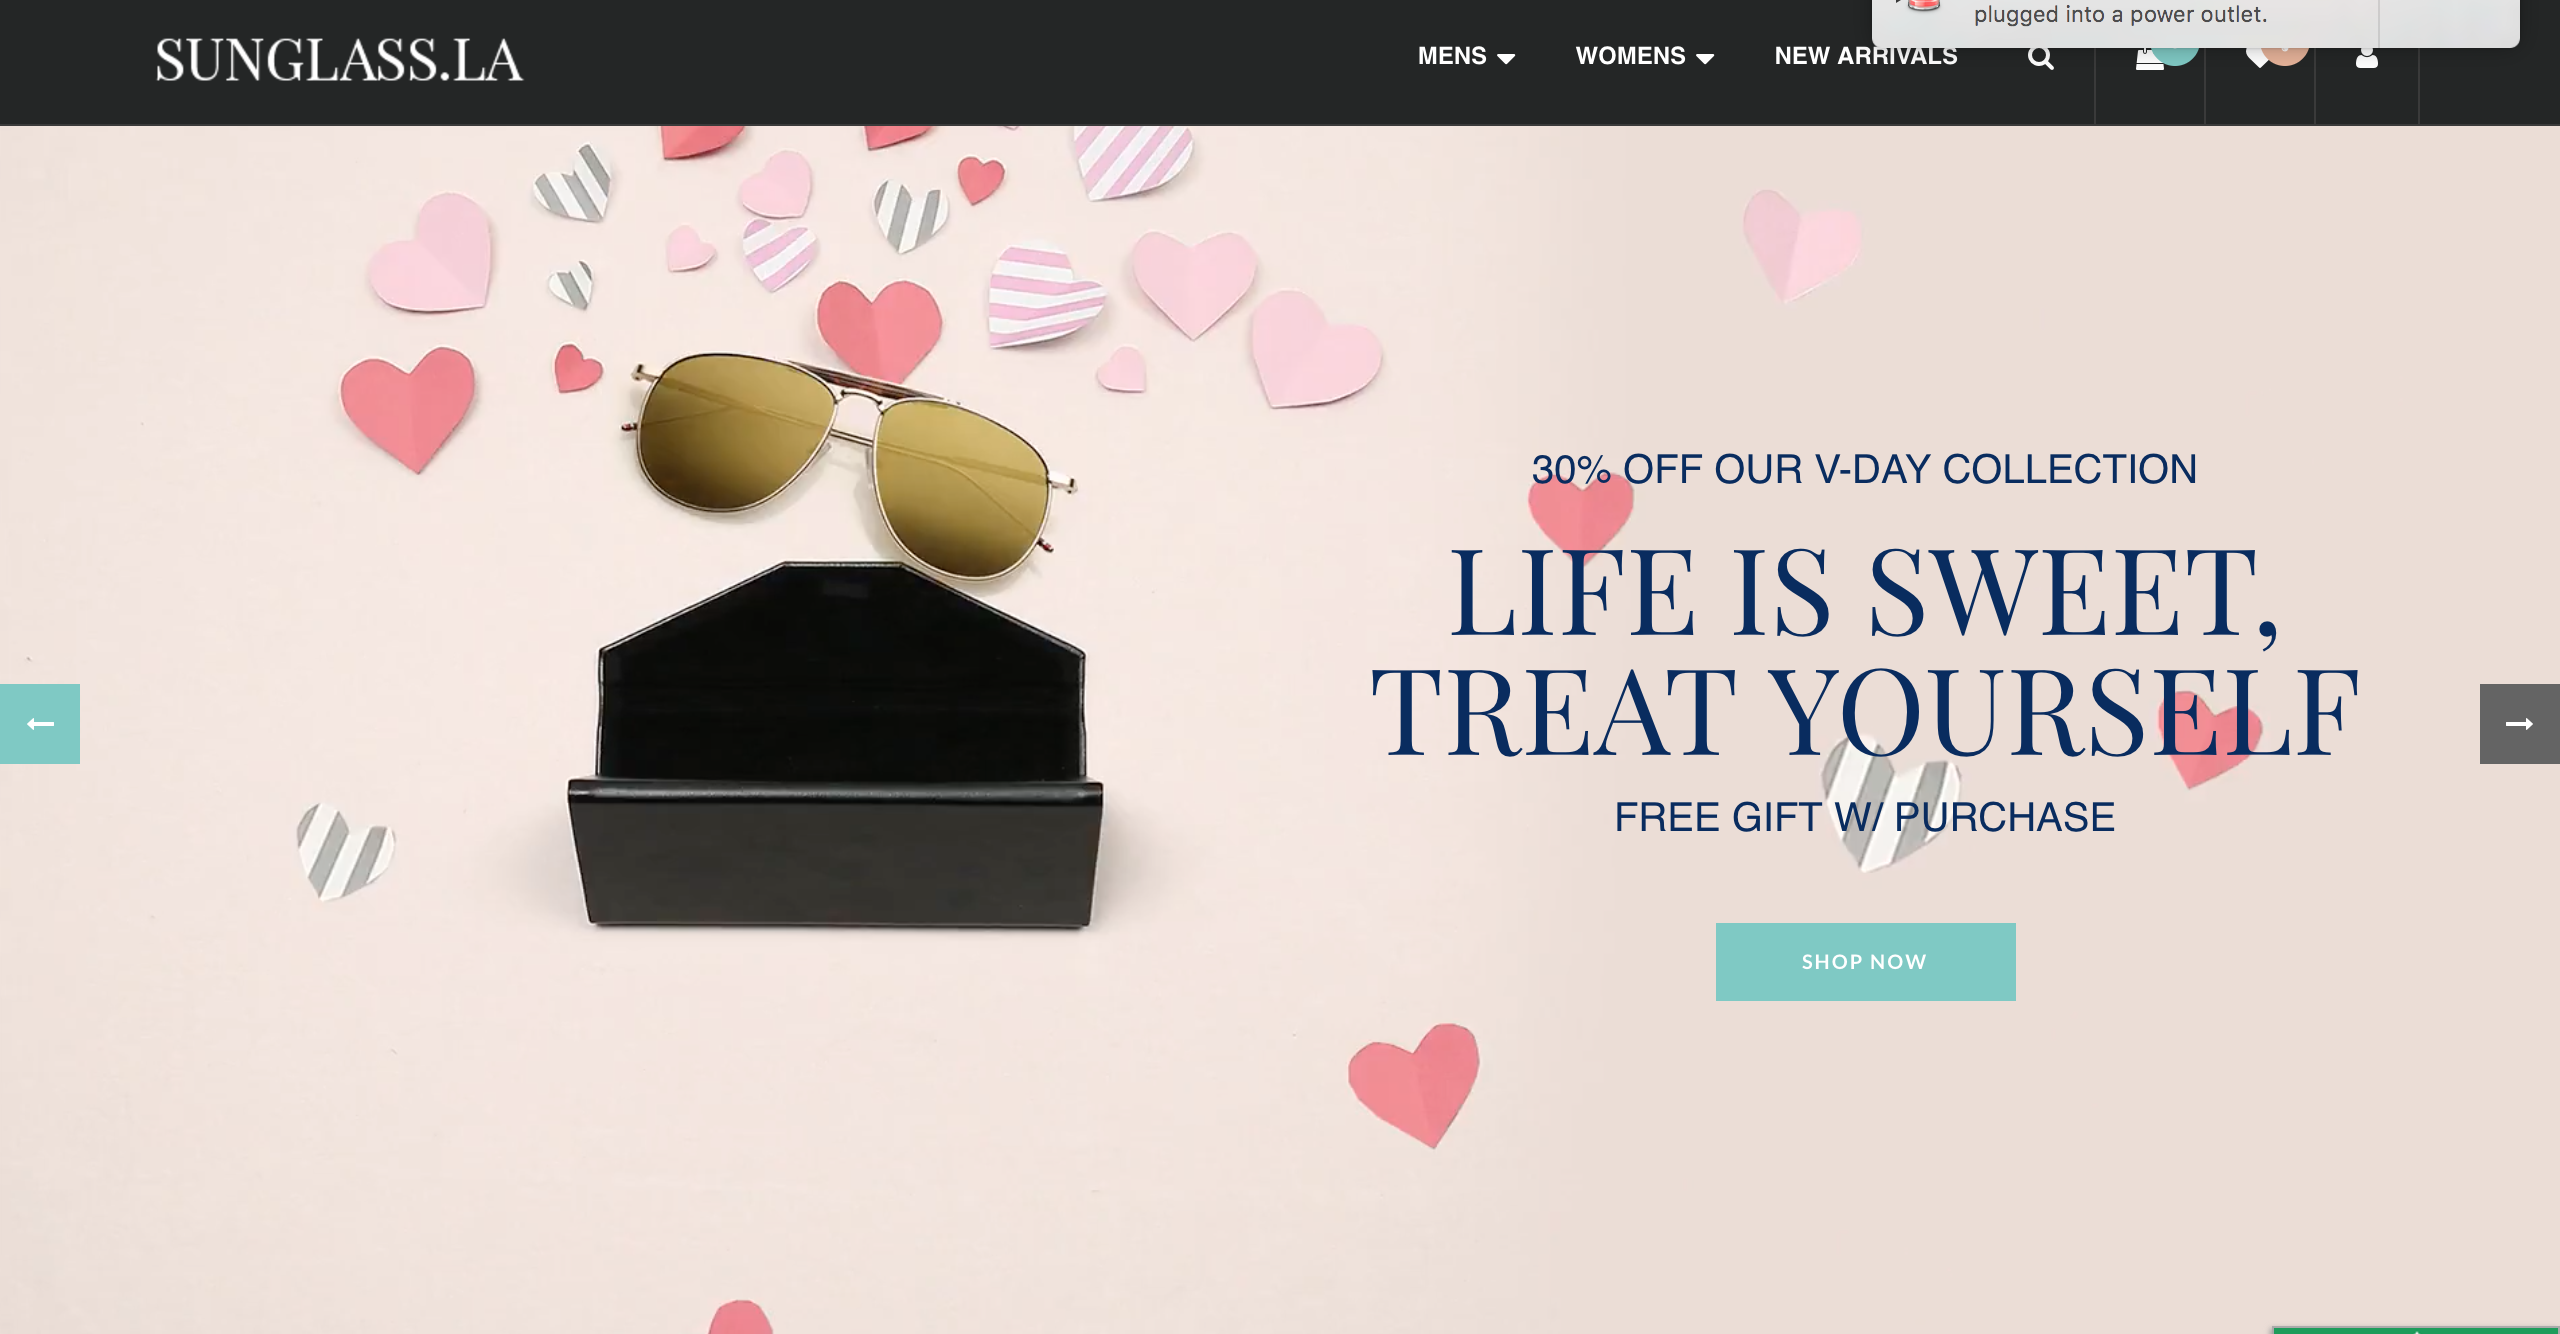 plugged into a power outlet.
SUNGLASS.LA
MENS
WOMENS
NEW ARRIVALS
30% OFF OUR V-DAY COLLECTION
LIFE IS SWEET,
TREAT YOURSELF
FREE GIFT W/ PURCHASE
SHOP NOW